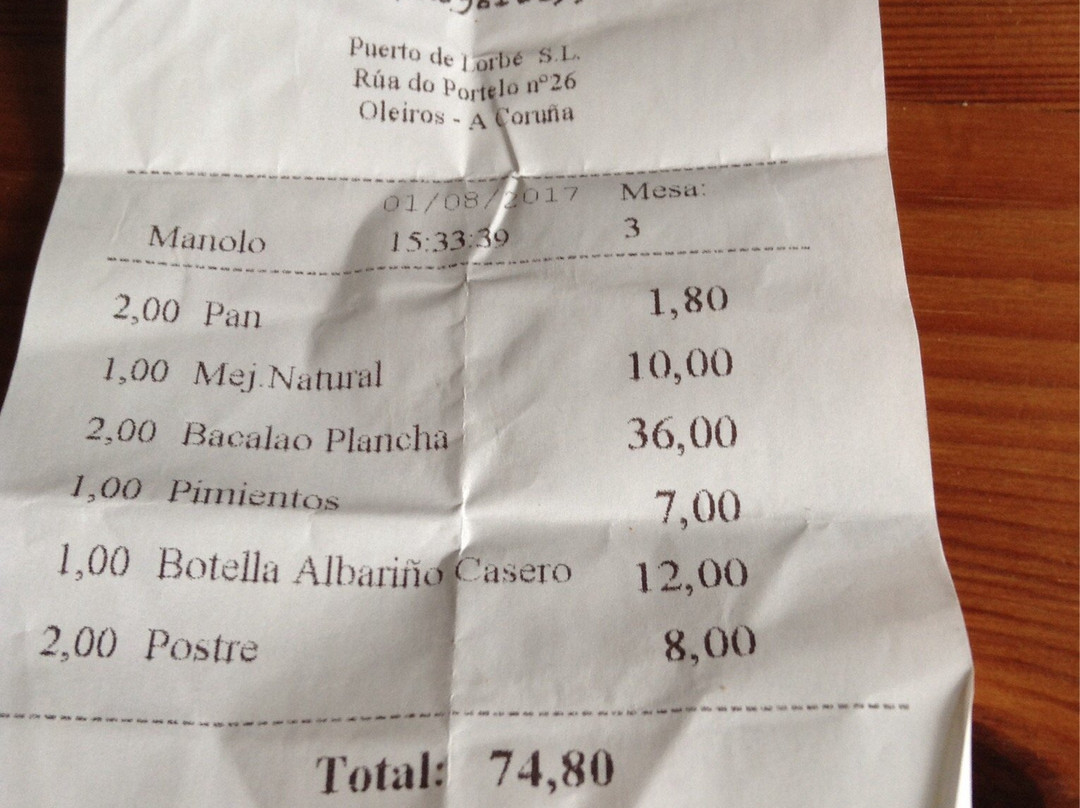 Puerto de Lorbé S.L.
Rúa do Portelo nº26
Oleiros - A Coruña
01/08/2017 Mesa:
Manolo 15:33:39 3
2,00 Pan 1,80
1,00 Mej.Natural 10,00
2,00 Bacalao Plancha 36,00
1,00 Pimientos 7,00
1,00 Botella Albariño Casero 12,00
2,00 Postre 8,00
Total: 74,80